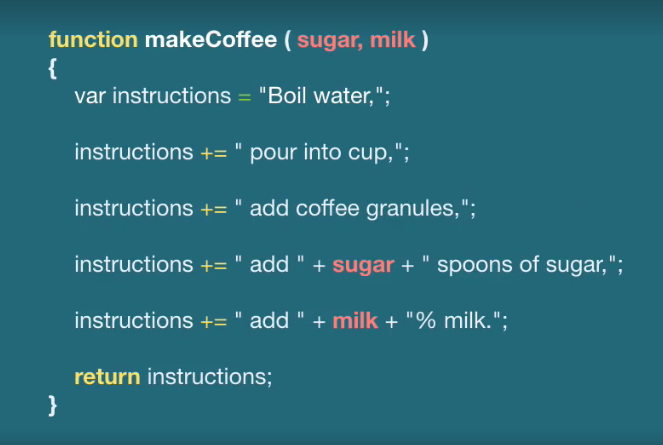 function makeCoffee ( sugar, milk )
{
var instructions = "Boil water,";
instructions += " pour into cup,";
instructions += " add coffee granules,";
instructions += " add " + sugar + " spoons of sugar,";
instructions += " add " + milk + "% milk.";
return instructions;
}